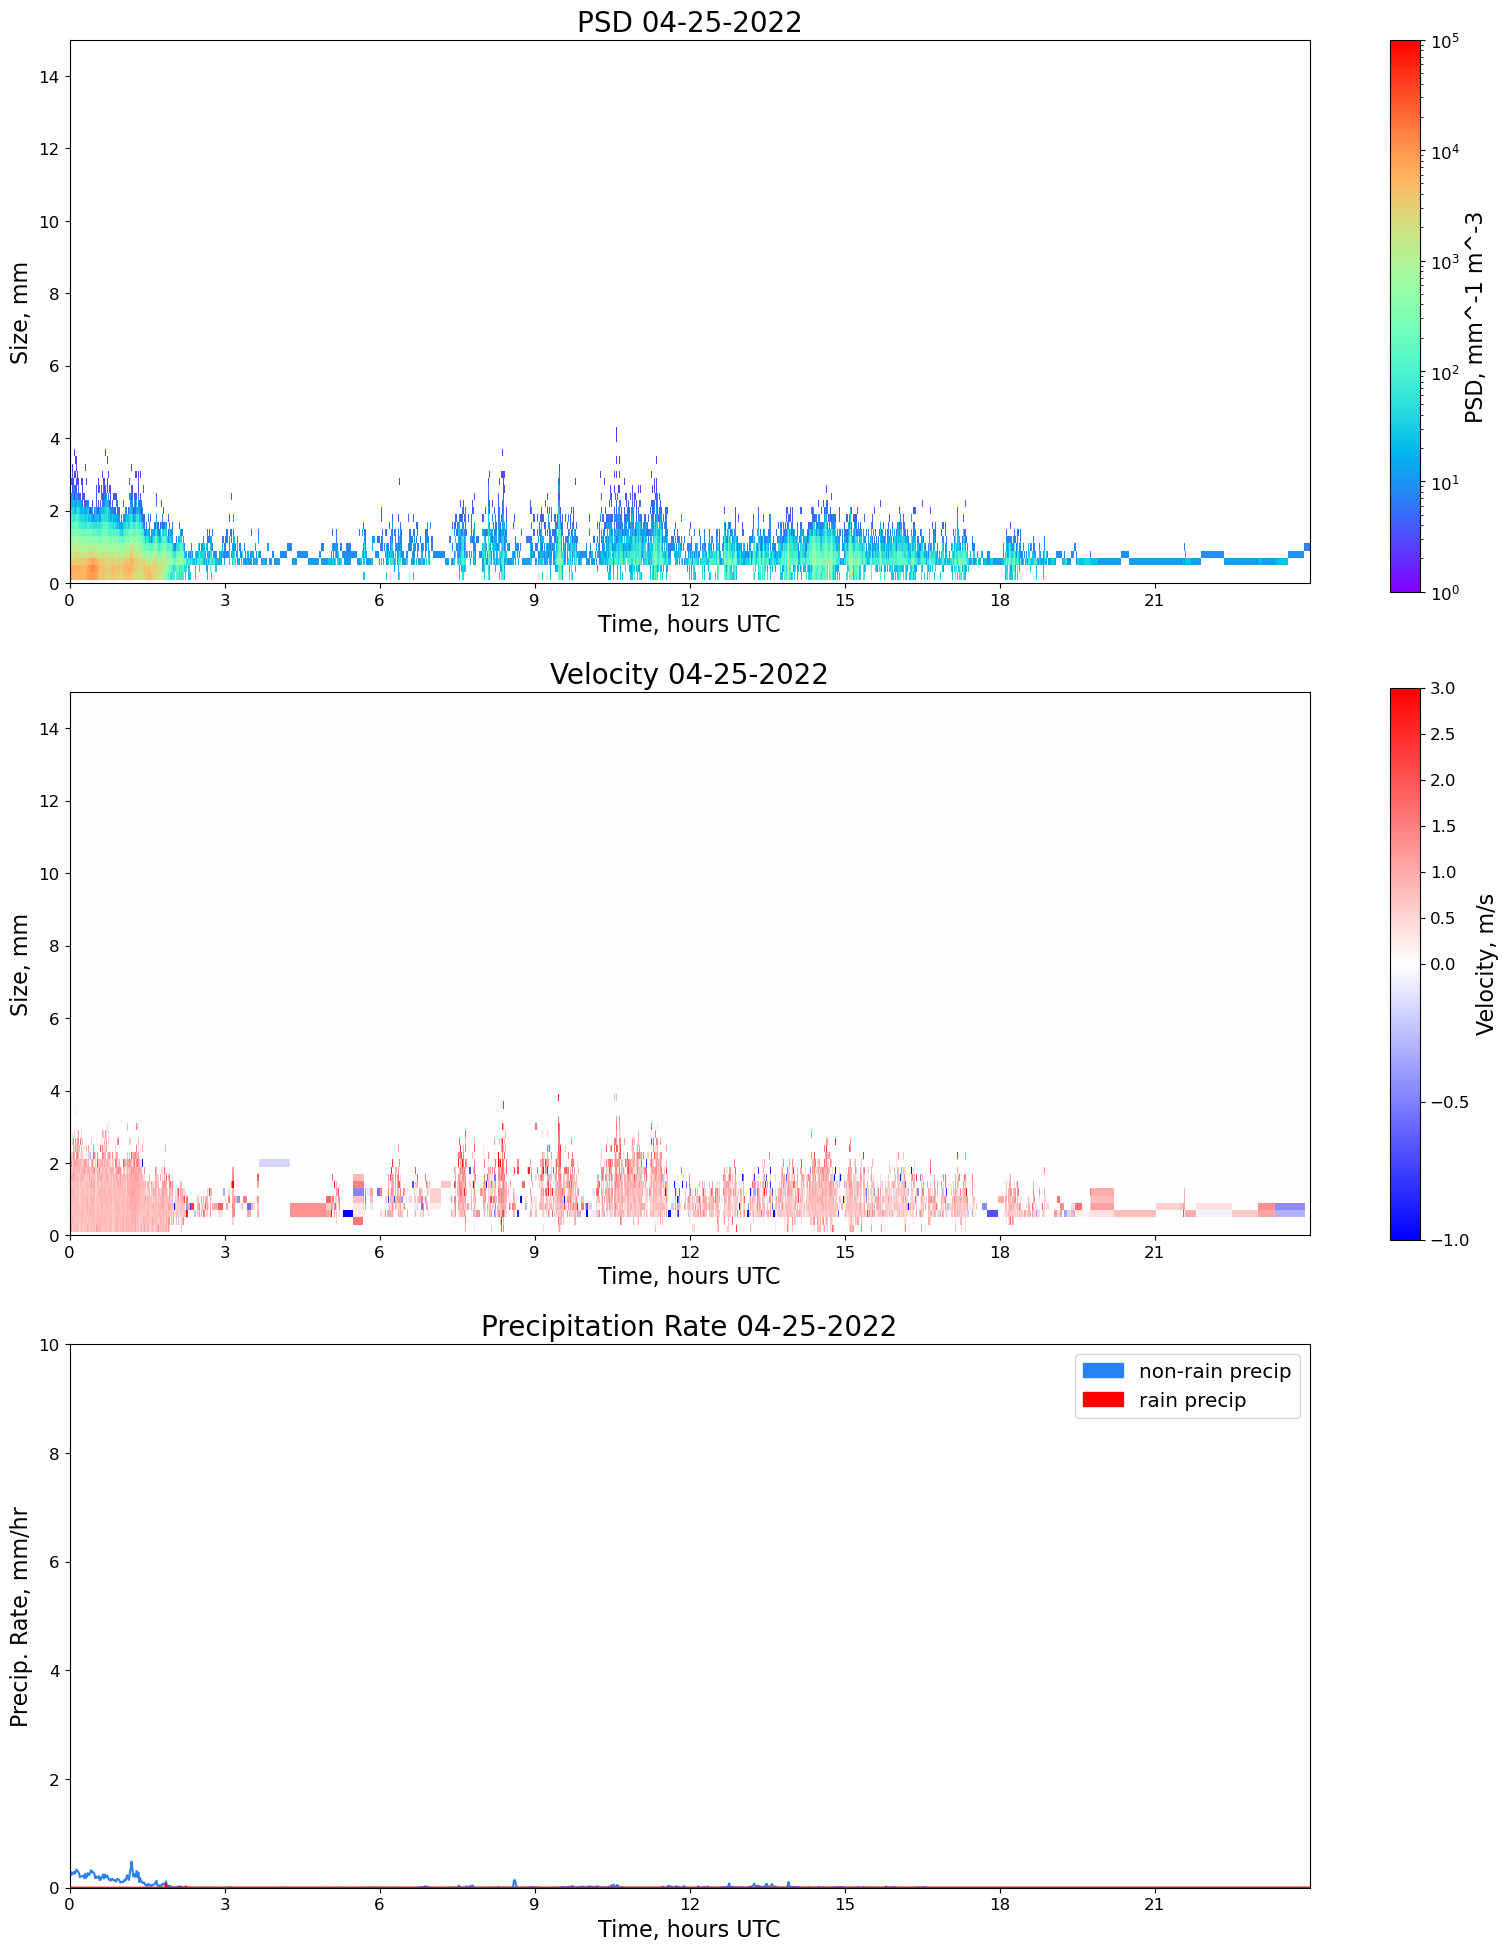 PSD 04-25-2022
14
12
10
8
6
4
2
0
Size, mm
0 3 6 9 12 15 18 21
Time, hours UTC
10^5
10^4
10^3
10^2
10^1
10^0
PSD, mm^-1 m^-3
Velocity 04-25-2022
14
12
10
8
6
4
2
0
Size, mm
0 3 6 9 12 15 18 21
Time, hours UTC
3.0
2.5
2.0
1.5
1.0
0.5
0.0
−0.5
−1.0
Velocity, m/s
Precipitation Rate 04-25-2022
10
8
6
4
2
0
Precip. Rate, mm/hr
non-rain precip
rain precip
0 3 6 9 12 15 18 21
Time, hours UTC